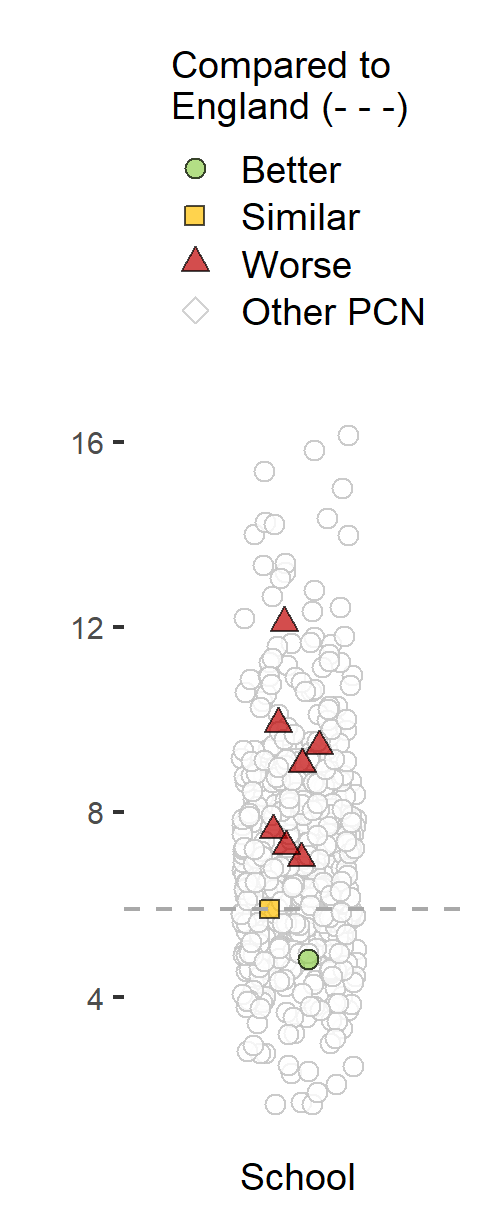 Compared to
England (- - -)
Better
Similar
Worse
Other PCN
16
12
8
4
School